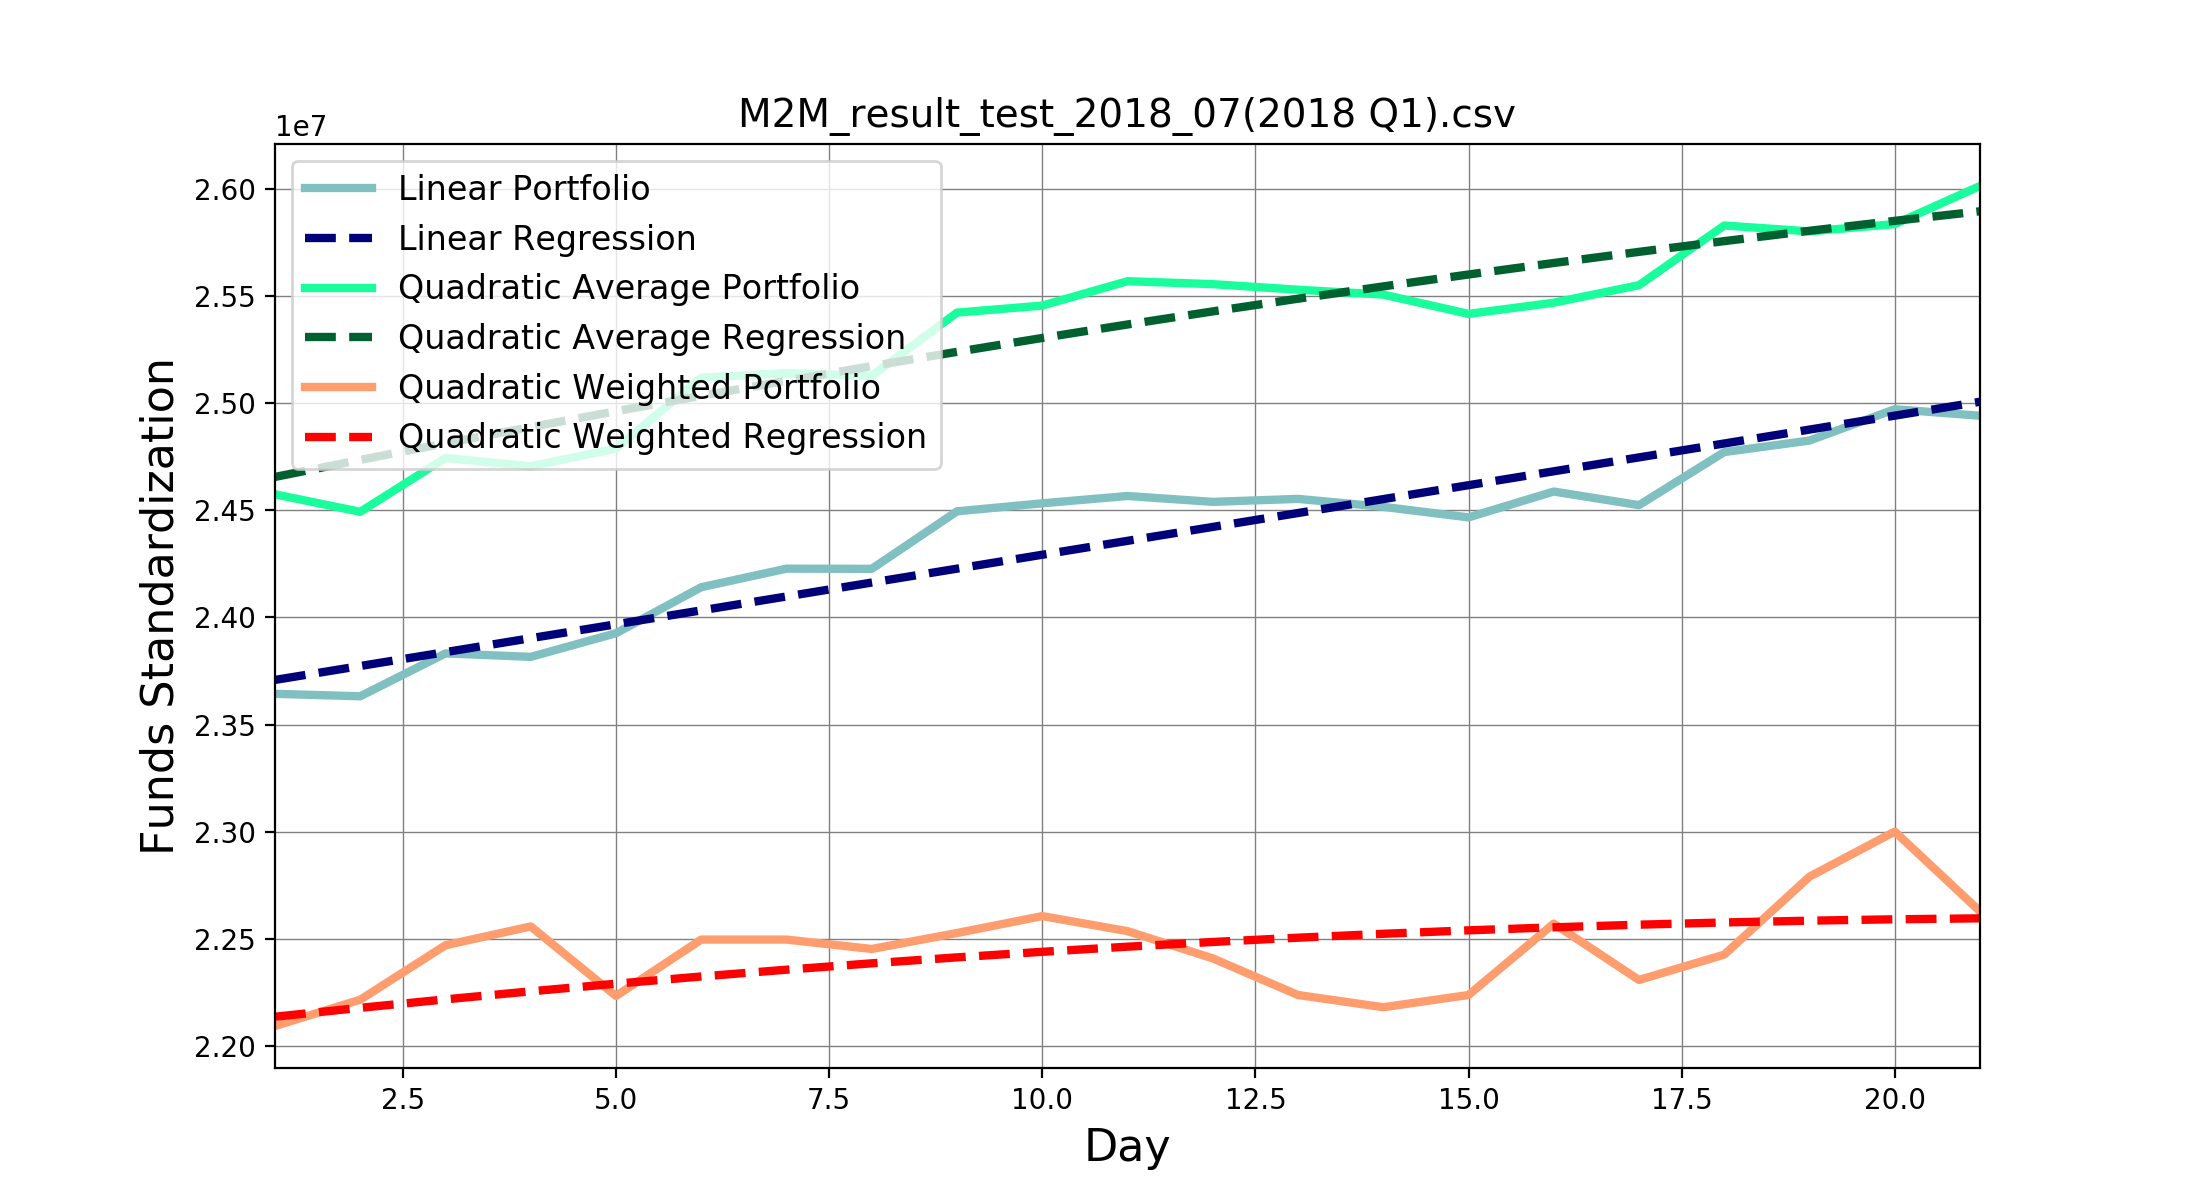 M2M_result_test_2018_07(2018 Q1).csv
1e7
Linear Portfolio
Linear Regression
Quadratic Average Portfolio
Quadratic Average Regression
Quadratic Weighted Portfolio
Quadratic Weighted Regression
2.60
2.55
2.50
2.45
2.40
2.35
2.30
2.25
2.20
Funds Standardization
2.5 5.0 7.5 10.0 12.5 15.0 17.5 20.0
Day